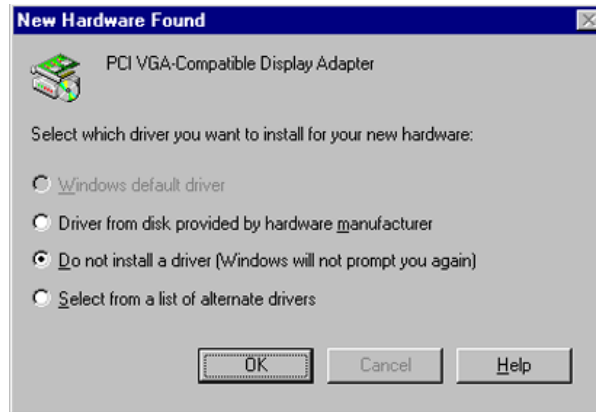 New Hardware Found
PCI VGA-Compatible Display Adapter
Select which driver you want to install for your new hardware:
Windows default driver
Driver from disk provided by hardware manufacturer
Do not install a driver (Windows will not prompt you again)
Select from a list of alternate drivers
OK Cancel Help